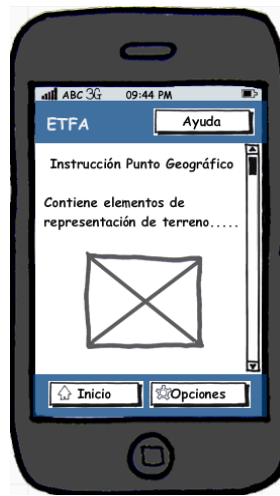 ABC 3G 09:44 PM
ETFA Ayuda
Instrucción Punto Geográfico
Contiene elementos de
representación de terreno.....
Inicio Opciones